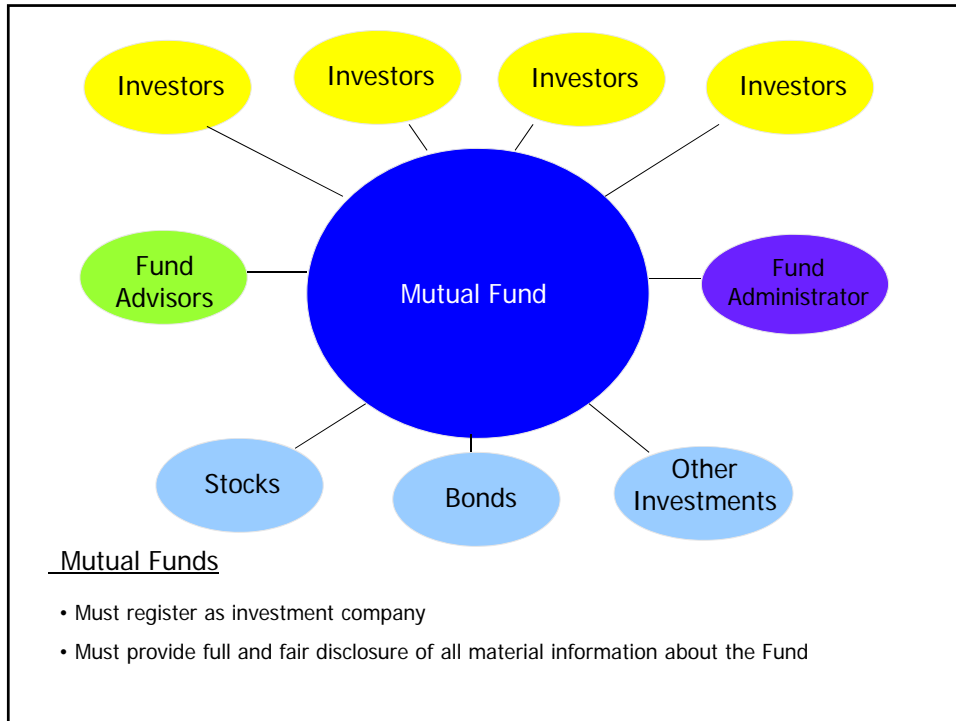 Investors
Investors
Investors
Investors
Fund
Advisors
Mutual Fund
Fund
Administrator
Stocks
Bonds
Other
Investments
Mutual Funds
• Must register as investment company
• Must provide full and fair disclosure of all material information about the Fund